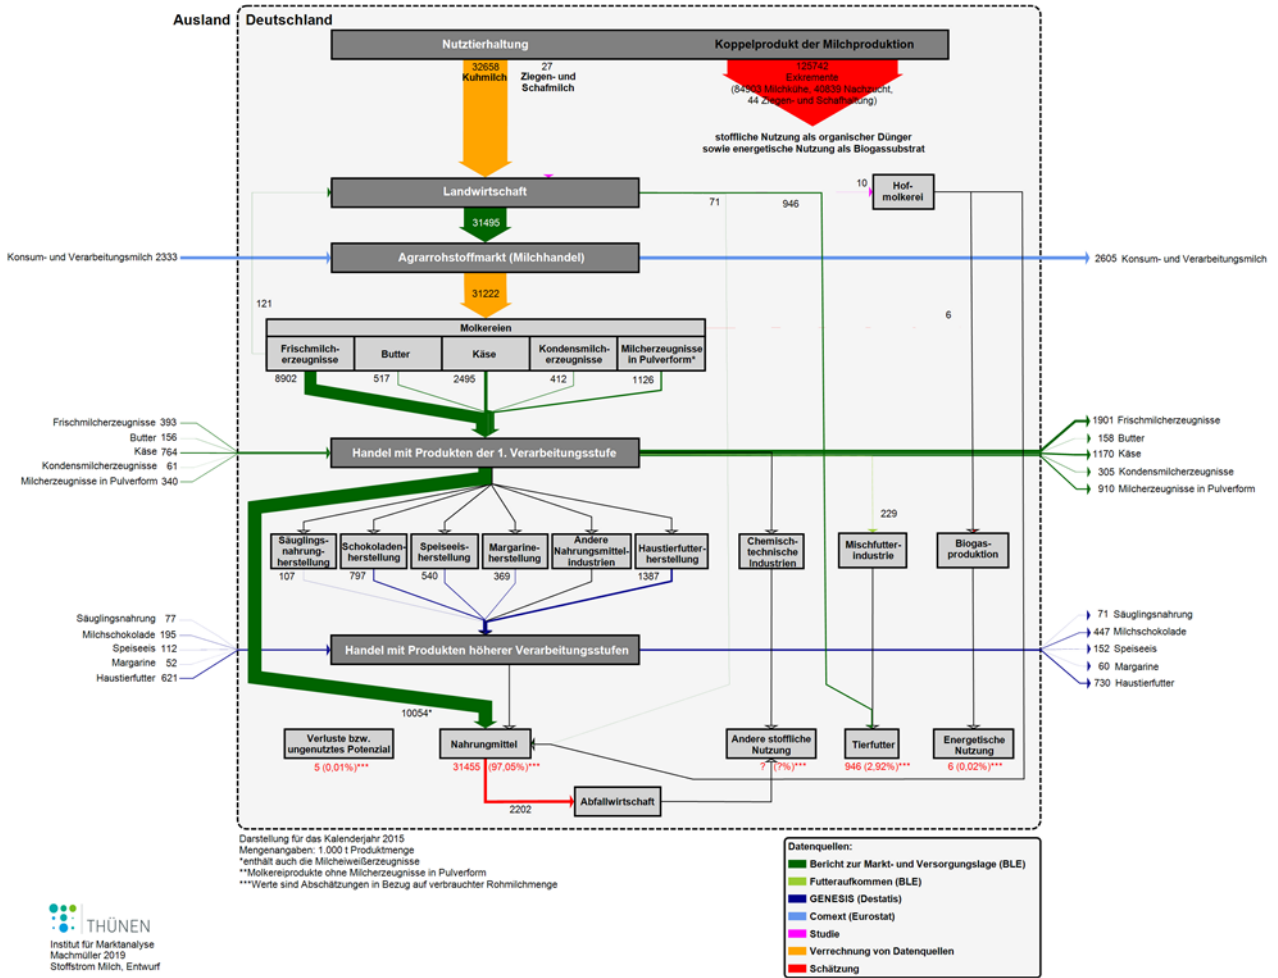 Ausland
Deutschland
Nutztierhaltung
Koppelprodukt der Milchproduktion
32658
Kuhmilch
27
Ziegen- und
Schafmilch
125742
Exkremente
(84903 Milchkühe, 40839 Nachzucht,
44 Ziegen- und Schafhaltung)
stoffliche Nutzung als organischer Dünger
sowie energetische Nutzung als Biogassubstrat
Landwirtschaft
71
946
10
Hof-
molkerei
31495
Konsum- und Verarbeitungsmilch 2333
Agrarrohstoffmarkt (Milchhandel)
2605 Konsum- und Verarbeitungsmilch
31222
121
6
Molkereien
Frischmilch-
erzeugnisse
Butter
Käse
Kondensmilch-
erzeugnisse
Milcherzeugnisse
in Pulverform*
8902
517
2495
412
1126
Frischmilcherzeugnisse 393
Butter 156
Käse 764
Kondensmilcherzeugnisse 61
Milcherzeugnisse in Pulverform 340
Handel mit Produkten der 1. Verarbeitungsstufe
1901 Frischmilcherzeugnisse
158 Butter
1170 Käse
305 Kondensmilcherzeugnisse
910 Milcherzeugnisse in Pulverform
229
Säuglings-
nahrung-
herstellung
Schokoladen-
herstellung
Speiseeis-
herstellung
Margarine-
herstellung
Andere
Nahrungsmittel-
industrien
Haustierfutter-
herstellung
Chemisch-
technische
Industrien
Mischfutter-
industrie
Biogas-
produktion
107
797
540
369
1387
Säuglingsnahrung 77
Milchschokolade 195
Speiseeis 112
Margarine 52
Haustierfutter 621
Handel mit Produkten höherer Verarbeitungsstufen
71 Säuglingsnahrung
447 Milchschokolade
152 Speiseeis
60 Margarine
730 Haustierfutter
10054*
Verluste bzw.
ungenutztes Potenzial
Nahrungmittel
Andere stoffliche
Nutzung
Tierfutter
Energetische
Nutzung
5 (0,01%)***
31455 (97,05%)***
? (?%)***
946 (2,92%)***
6 (0,02%)***
2202
Abfallwirtschaft
Darstellung für das Kalenderjahr 2015
Mengenangaben: 1.000 t Produktmenge
*enthält auch die Milcheiweißerzeugnisse
**Molkereiprodukte ohne Milcherzeugnisse in Pulverform
***Werte sind Abschätzungen in Bezug auf verbrauchter Rohmilchmenge
Datenquellen:
Bericht zur Markt- und Versorgungslage (BLE)
Futteraufkommen (BLE)
GENESIS (Destatis)
Comext (Eurostat)
Studie
Verrechnung von Datenquellen
Schätzung
THÜNEN
Institut für Marktanalyse
Machmüller 2019
Stoffstrom Milch, Entwurf